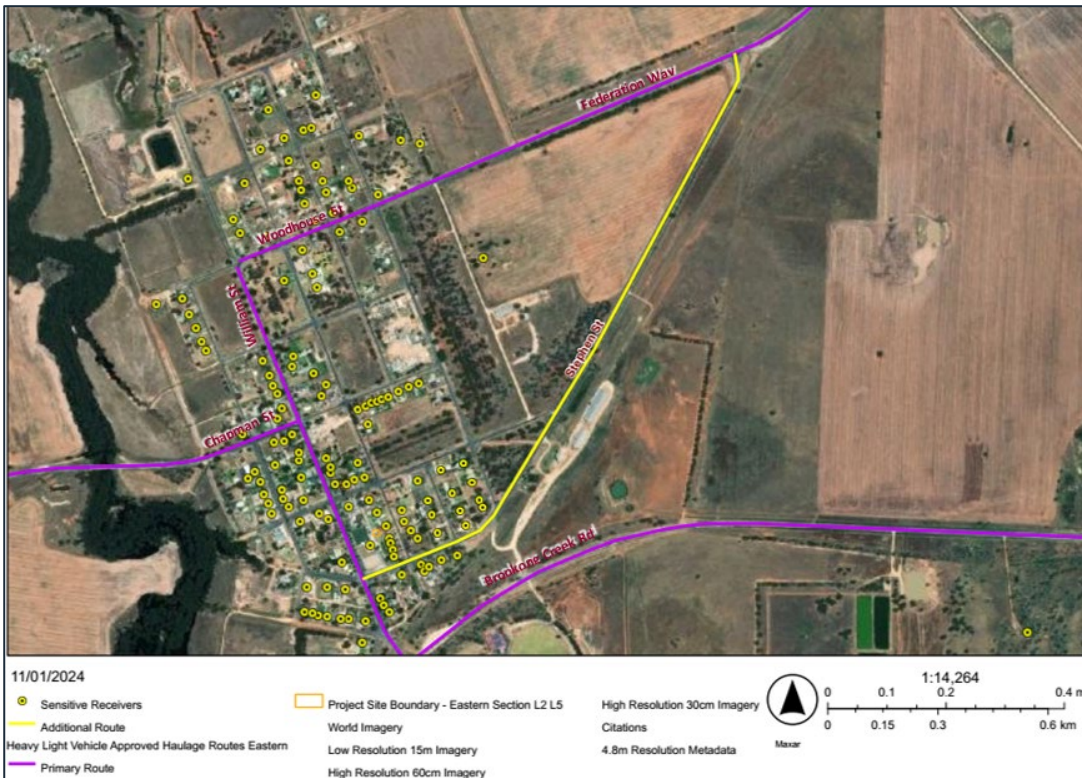 Federation Way
Woodhouse St
William St.
Stephen St
Chapman St
Brookong Creek Rd
11/01/2024
Sensitive Receivers
Additional Route
Heavy Light Vehicle Approved Haulage Routes Eastern
Primary Route
Project Site Boundary - Eastern Section L2 L5
World Imagery
Low Resolution 15m Imagery
High Resolution 60cm Imagery
High Resolution 30cm Imagery
Citations
4.8m Resolution Metadata
Maxar
1:14,264
0 0.1 0.2 0.4 m
0 0.15 0.3 0.6 km